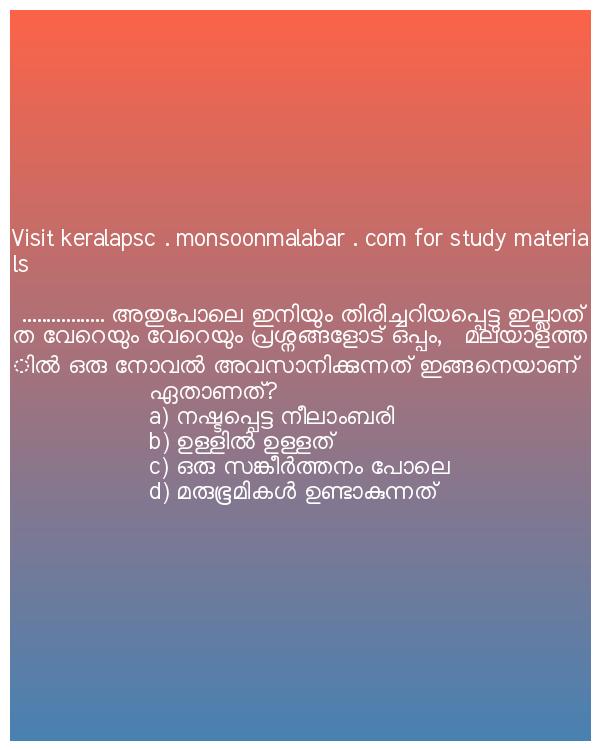 Visit keralapsc . monsoonmalabar . com for study materia
ls
................. അതുപോലെ ഇനിയും തിരിച്ചറിയപ്പെട്ടു ഇല്ലാത്
ത വേറെയും വേറെയും പ്രശ്നങ്ങളോട് ഒപ്പം,   മലയാളത്ത
ിൽ ഒരു നോവൽ അവസാനിക്കുന്നത് ഇങ്ങനെയാണ്
ഏതാണത്?
a) നഷ്ടപ്പെട്ട നീലാംബരി
b) ഉള്ളിൽ ഉള്ളത്
c) ഒരു സങ്കീർത്തനം പോലെ
d) മരുഭൂമികൾ ഉണ്ടാകുന്നത്